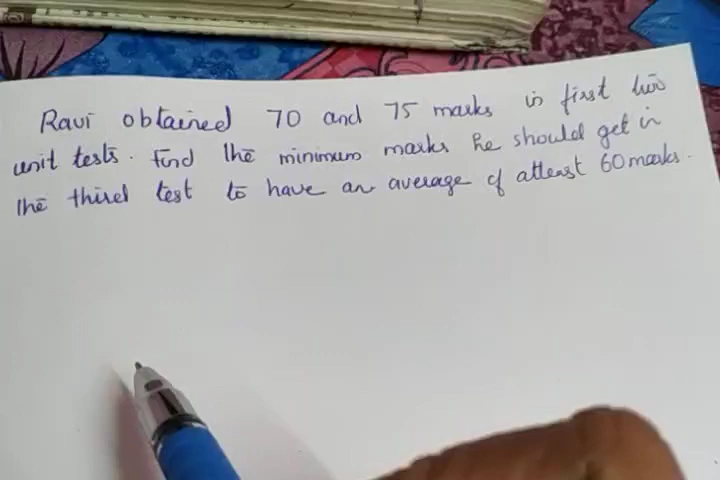 Ravi obtained 70 and 75 marks in first two
unit tests. Find the minimum marks he should get in
the third test to have an average of atleast 60 marks.